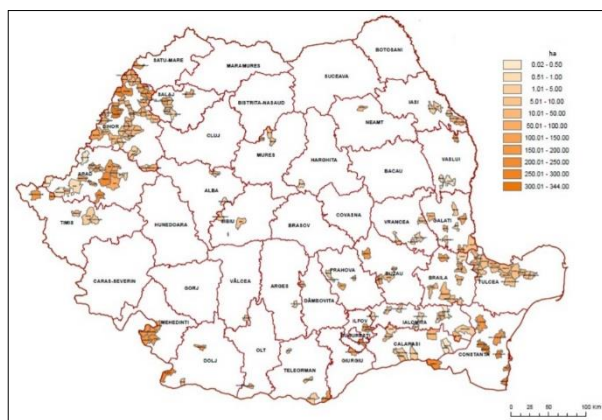 BOTOSANI
SATU-MARE
MARAMURES
SUCEAVA
ha
0.02 - 0.50
0.51 - 1.00
1.01 - 5.00
5.01 - 10.00
10.01 - 50.00
50.01 - 100.00
100.01 - 150.00
150.01 - 200.00
200.01 - 250.00
250.01 - 300.00
300.01 - 344.00
SALAJ
BISTRITA-NASAUD
IASI
NEAMT
BIHOR
CLUJ
MURES
HARGHITA
VASLUI
BACAU
ARAD
ALBA
TIMIS
HUNEDOARA
SIBIU
BRASOV
COVASNA
VRANCEA
GALATI
CARAS-SEVERIN
GORJ
VÂLCEA
ARGES
PRAHOVA
BUZAU
BRAILA
TULCEA
DÂMBOVITA
MEHEDINTI
ILFOV
IALOMITA
BUCURESTI
DOLJ
OLT
TELEORMAN
GIURGIU
CALARASI
CONSTANTA
0 25 50 100 km